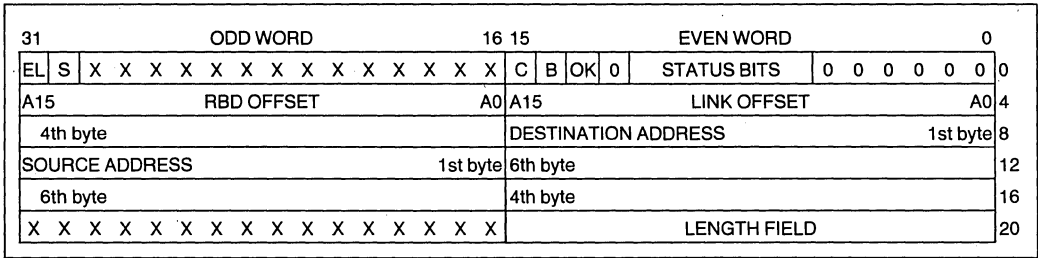 31 ODD WORD 16 15 EVEN WORD 0
EL S X X X X X X X X X X X X X X C B OK 0 STATUS BITS 0 0 0 0 0 0 0
A15 RBD OFFSET A0 A15 LINK OFFSET A0 4
4th byte DESTINATION ADDRESS 1st byte 8
SOURCE ADDRESS 1st byte 6th byte 12
6th byte 4th byte 16
X X X X X X X X X X X X X X X X LENGTH FIELD 20